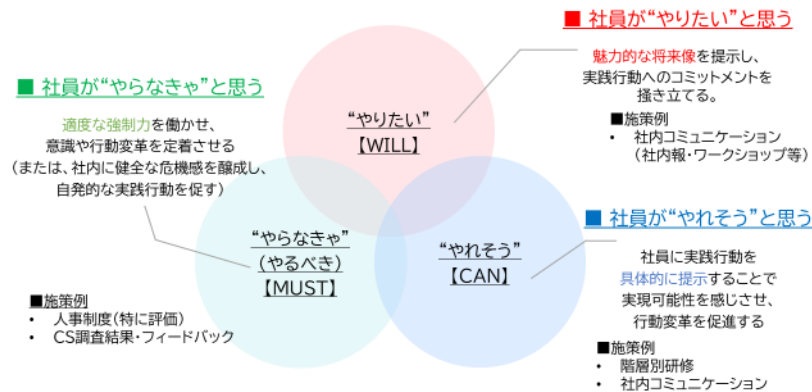 ■ 社員が“やりたい”と思う
魅力的な将来像を提示し、
実践行動へのコミットメントを
掻き立てる。
■施策例
• 社内コミュニケーション
（社内報・ワークショップ等）
■ 社員が“やらなきゃ”と思う
適度な強制力を働かせ、
意識や行動変革を定着させる
（または、社内に健全な危機感を醸成し、
自発的な実践行動を促す）
■施策例
• 人事制度（特に評価）
• CS調査結果・フィードバック
“やりたい”
【WILL】
“やらなきゃ”
（やるべき）
【MUST】
“やれそう”
【CAN】
■ 社員が“やれそう”と思う
社員に実践行動を
具体的に提示することで
実現可能性を感じさせ、
行動変革を促進する
■施策例
• 階層別研修
• 社内コミュニケーション